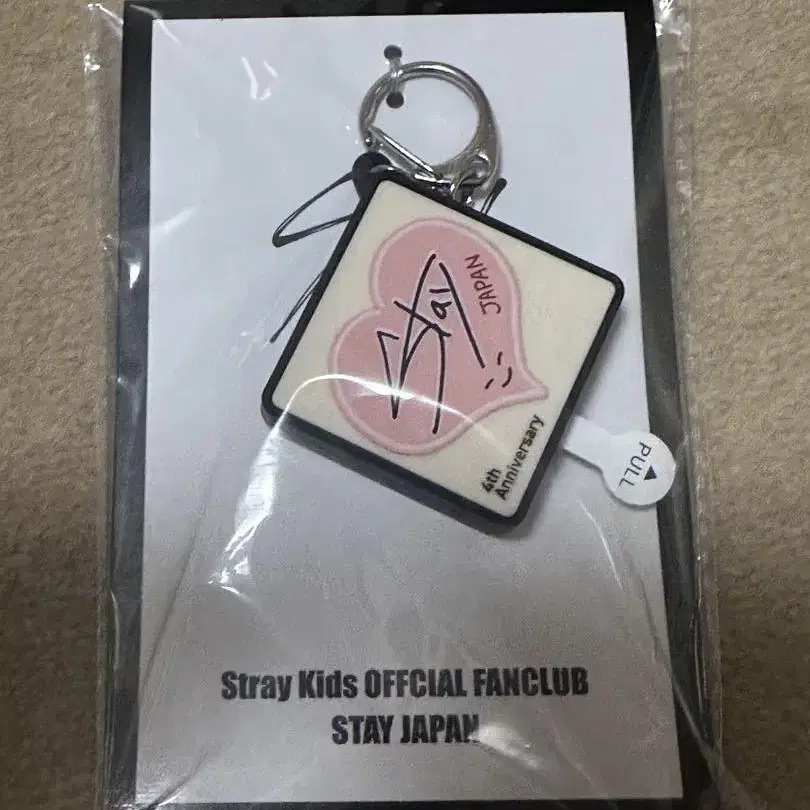 Stay
JAPAN
4th
Anniversary
PULL
Stray Kids OFFCIAL FANCLUB
STAY JAPAN